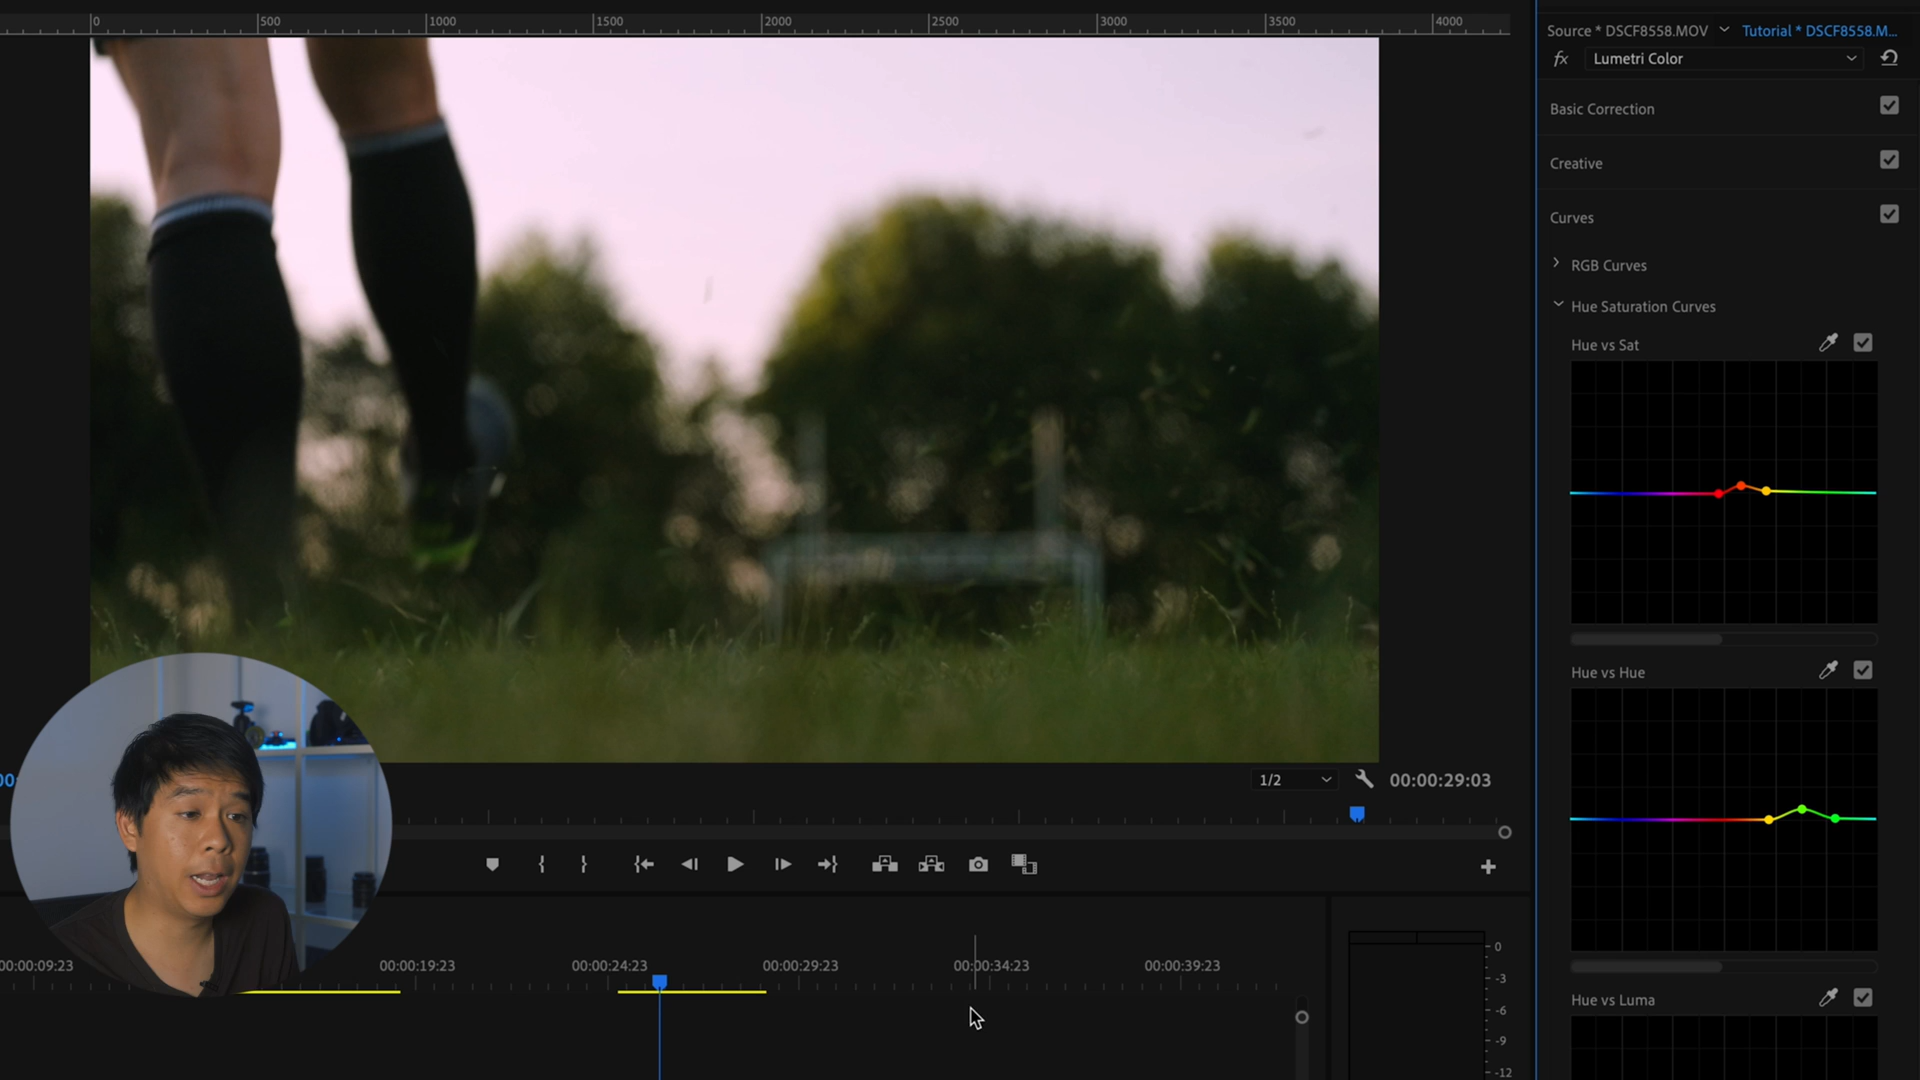 0 500 1000 1500 2000 2500 3000 3500 4000
Source * DSCF8558.MOV Tutorial * DSCF8558.M...
fx Lumetri Color
Basic Correction
Creative
Curves
RGB Curves
Hue Saturation Curves
Hue vs Sat
Hue vs Hue
00: 1/2 00:00:29:03
00:00:09:23 00:00:19:23 00:00:24:23 00:00:29:23 00:00:34:23 00:00:39:23
Hue vs Luma
0
-3
-6
-9
-12